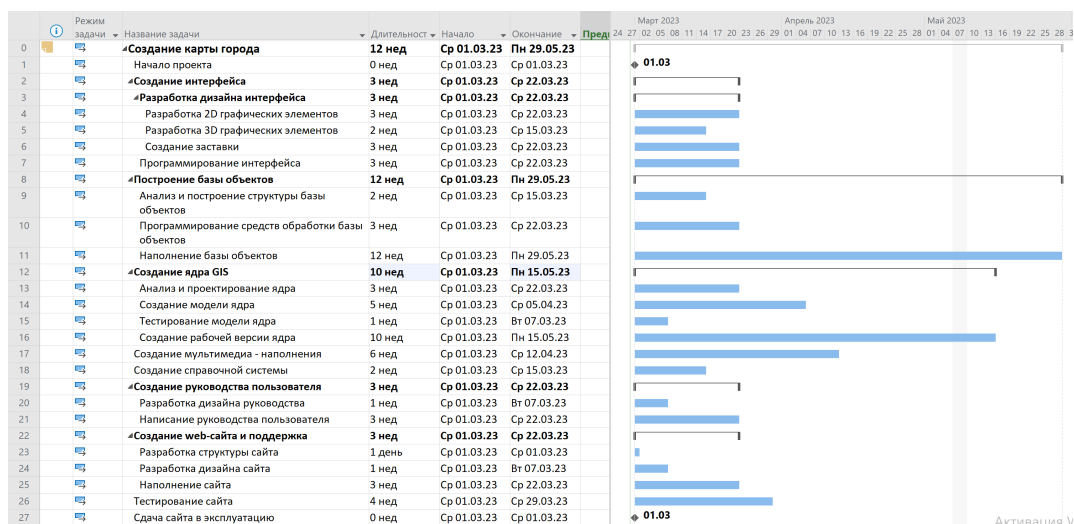 Режим
задачи Название задачи Длительност Начало Окончание
Март 2023 Апрель 2023 Май 2023
24 27 02 05 08 11 14 17 20 23 26 29 01 04 07 10 13 16 19 22 25 28 01 04 07 10 13 16 19 22 25 28
0 Создание карты города 12 нед Ср 01.03.23 Пн 29.05.23
1 Начало проекта 0 нед Ср 01.03.23 Ср 01.03.23 01.03
2 Создание интерфейса 3 нед Ср 01.03.23 Ср 22.03.23
3 Разработка дизайна интерфейса 3 нед Ср 01.03.23 Ср 22.03.23
4 Разработка 2D графических элементов 3 нед Ср 01.03.23 Ср 22.03.23
5 Разработка 3D графических элементов 2 нед Ср 01.03.23 Ср 15.03.23
6 Создание заставки 3 нед Ср 01.03.23 Ср 22.03.23
7 Программирование интерфейса 3 нед Ср 01.03.23 Ср 22.03.23
8 Построение базы объектов 12 нед Ср 01.03.23 Пн 29.05.23
9 Анализ и построение структуры базы 2 нед Ср 01.03.23 Ср 15.03.23
объектов
10 Программирование средств обработки базы 3 нед Ср 01.03.23 Ср 22.03.23
объектов
11 Наполнение базы объектов 12 нед Ср 01.03.23 Пн 29.05.23
12 Создание ядра GIS 10 нед Ср 01.03.23 Пн 15.05.23
13 Анализ и проектирование ядра 3 нед Ср 01.03.23 Ср 22.03.23
14 Создание модели ядра 5 нед Ср 01.03.23 Ср 05.04.23
15 Тестирование модели ядра 1 нед Ср 01.03.23 Вт 07.03.23
16 Создание рабочей версии ядра 10 нед Ср 01.03.23 Пн 15.05.23
17 Создание мультимедиа - наполнения 6 нед Ср 01.03.23 Ср 12.04.23
18 Создание справочной системы 2 нед Ср 01.03.23 Ср 15.03.23
19 Создание руководства пользователя 3 нед Ср 01.03.23 Ср 22.03.23
20 Разработка дизайна руководства 1 нед Ср 01.03.23 Вт 07.03.23
21 Написание руководства пользователя 3 нед Ср 01.03.23 Ср 22.03.23
22 Создание web-сайта и поддержка 3 нед Ср 01.03.23 Ср 22.03.23
23 Разработка структуры сайта 1 день Ср 01.03.23 Ср 01.03.23
24 Разработка дизайна сайта 1 нед Ср 01.03.23 Вт 07.03.23
25 Наполнение сайта 3 нед Ср 01.03.23 Ср 22.03.23
26 Тестирование сайта 4 нед Ср 01.03.23 Ср 29.03.23
27 Сдача сайта в эксплуатацию 0 нед Ср 01.03.23 Ср 01.03.23 01.03
Активация